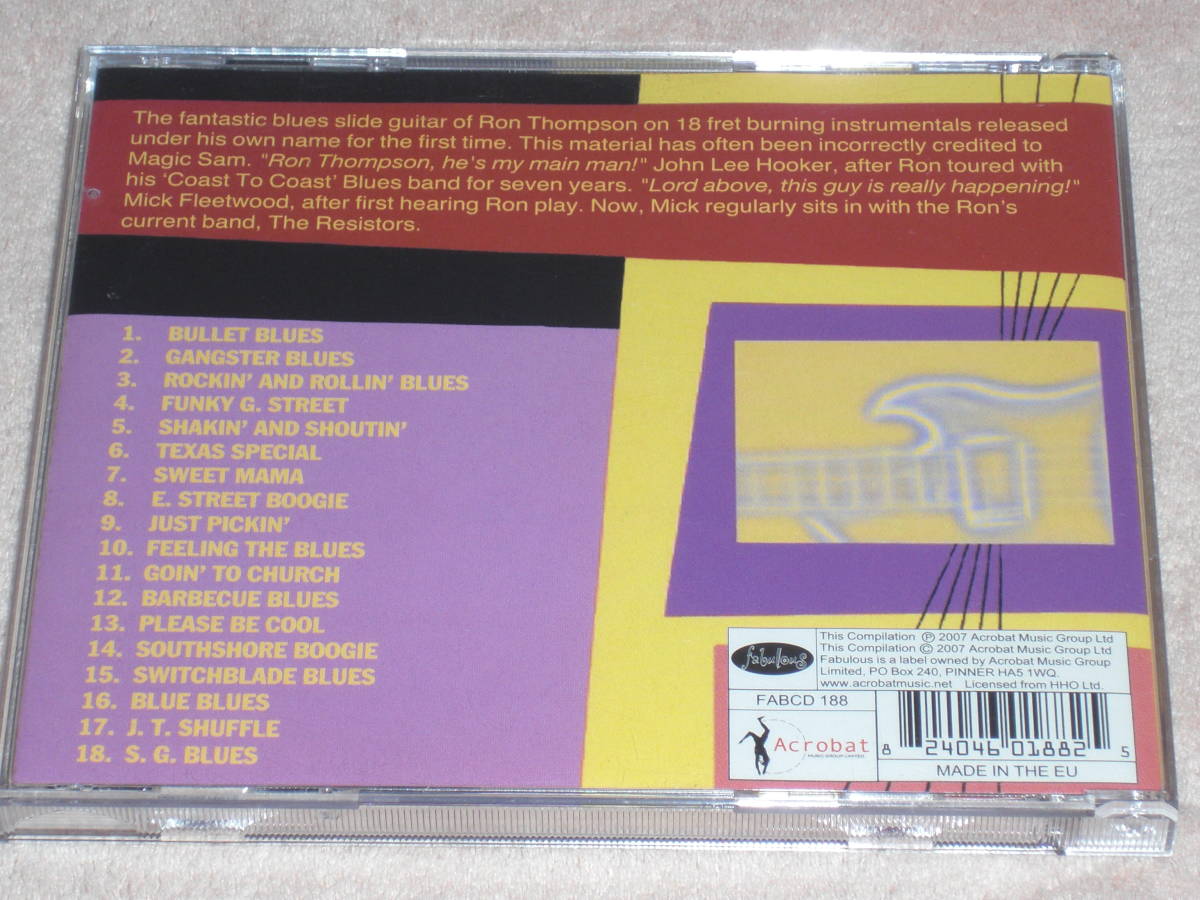 The fantastic blues slide guitar of Ron Thompson on 18 fret burning instrumentals released
under his own name for the first time. This material has often been incorrectly credited to
Magic Sam. "Ron Thompson, he's my main man!" John Lee Hooker, after Ron toured with
his 'Coast To Coast' Blues band for seven years. "Lord above, this guy is really happening!"
Mick Fleetwood, after first hearing Ron play. Now, Mick regularly sits in with the Ron's
current band, The Resistors.
1. BULLET BLUES
2. GANGSTER BLUES
3. ROCKIN' AND ROLLIN' BLUES
4. FUNKY G. STREET
5. SHAKIN' AND SHOUTIN'
6. TEXAS SPECIAL
7. SWEET MAMA
8. E. STREET BOOGIE
9. JUST PICKIN'
10. FEELING THE BLUES
11. GOIN' TO CHURCH
12. BARBECUE BLUES
13. PLEASE BE COOL
14. SOUTHSHORE BOOGIE
15. SWITCHBLADE BLUES
16. BLUE BLUES
17. J. T. SHUFFLE
18. S. G. BLUES
fabulous
This Compilation ℗ 2007 Acrobat Music Group Ltd
This Compilation © 2007 Acrobat Music Group Ltd
Fabulous is a label owned by Acrobat Music Group
Limited, PO Box 240, PINNER HA5 1WQ.
www.acrobatmusic.net Licensed from HHO Ltd.
FABCD 188
Acrobat
MUSIC GROUP LIMITED
8 24046 01882 5
MADE IN THE EU